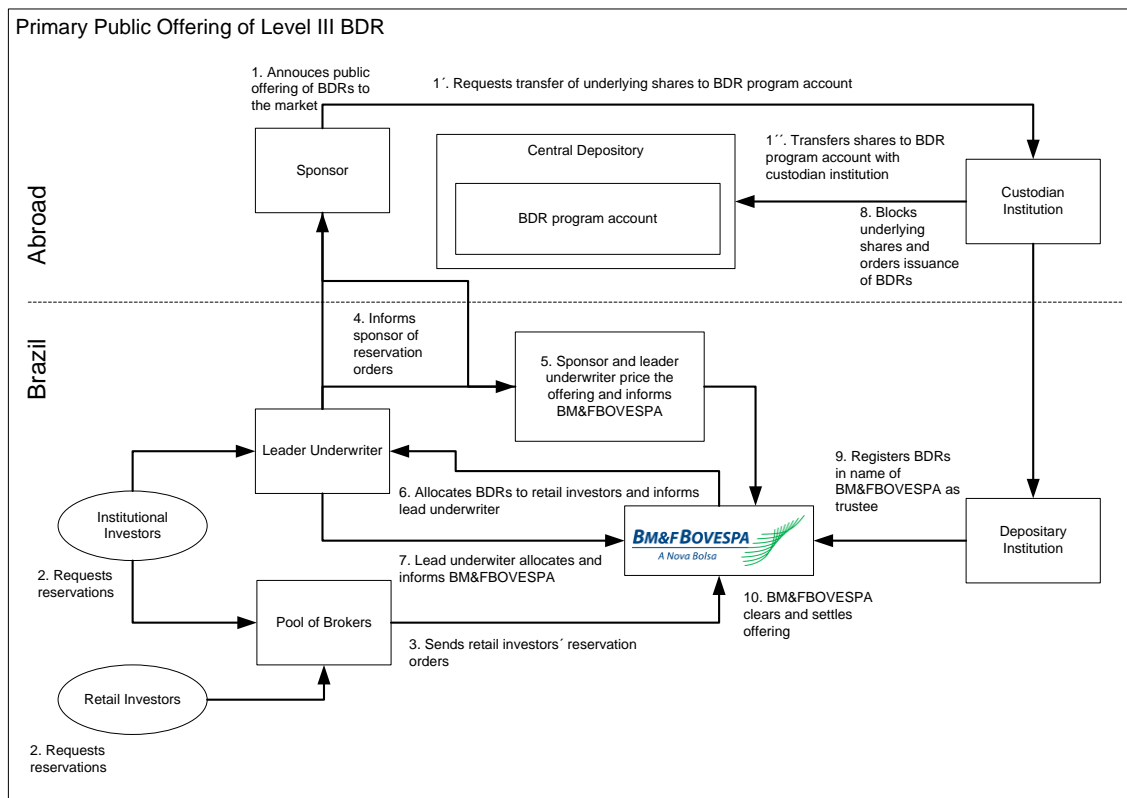 Primary Public Offering of Level III BDR
1. Annouces public
offering of BDRs to
the market
1´. Requests transfer of underlying shares to BDR program account
Sponsor
Central Depository
BDR program account
1´´. Transfers shares to BDR
program account with
custodian institution
Custodian
Institution
8. Blocks
underlying
shares and
orders issuance
of BDRs
Abroad
Brazil
4. Informs
sponsor of
reservation
orders
5. Sponsor and leader
underwriter price the
offering and informs
BM&FBOVESPA
Leader Underwriter
6. Allocates BDRs to retail investors and informs
lead underwriter
9. Registers BDRs
in name of
BM&FBOVESPA as
trustee
Institutional
Investors
BM&FBOVESPA
A Nova Bolsa
Depositary
Institution
7. Lead underwiter allocates and
informs BM&FBOVESPA
2. Requests
reservations
Pool of Brokers
10. BM&FBOVESPA
clears and settles
offering
3. Sends retail investors´ reservation
orders
Retail Investors
2. Requests
reservations